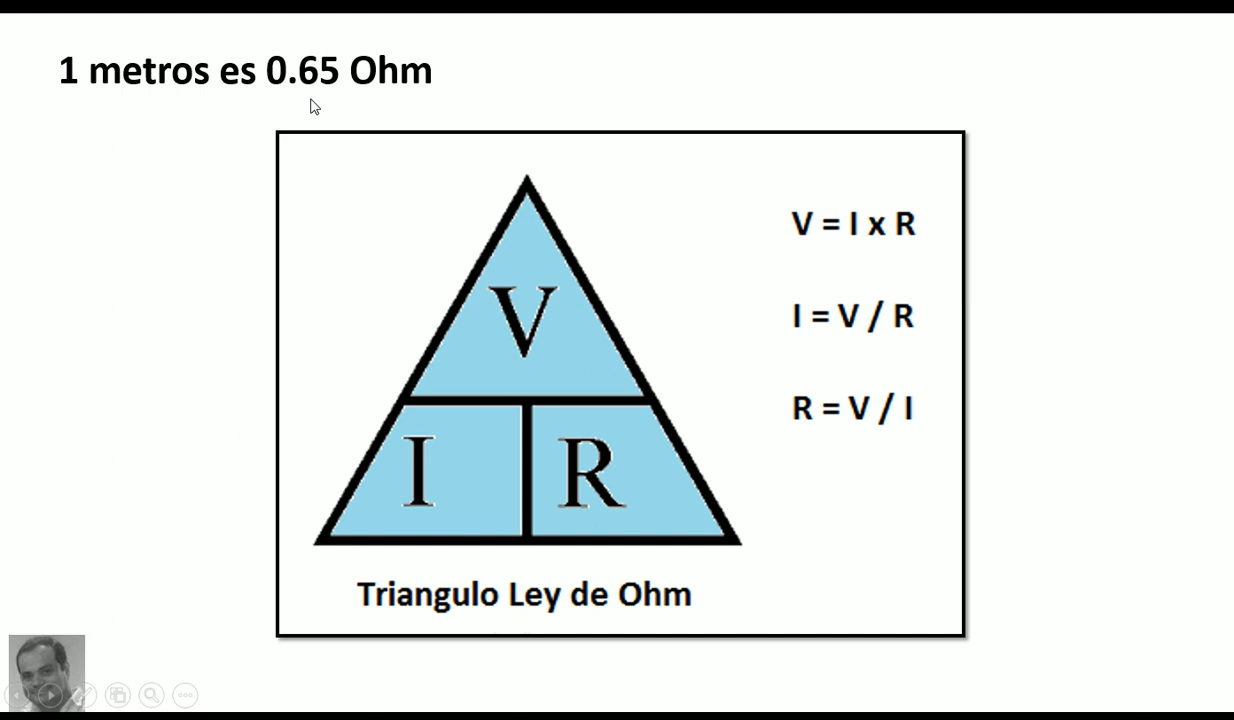 1 metros es 0.65 Ohm
V = I x R
I = V / R
R = V / I
V
I R
Triangulo Ley de Ohm